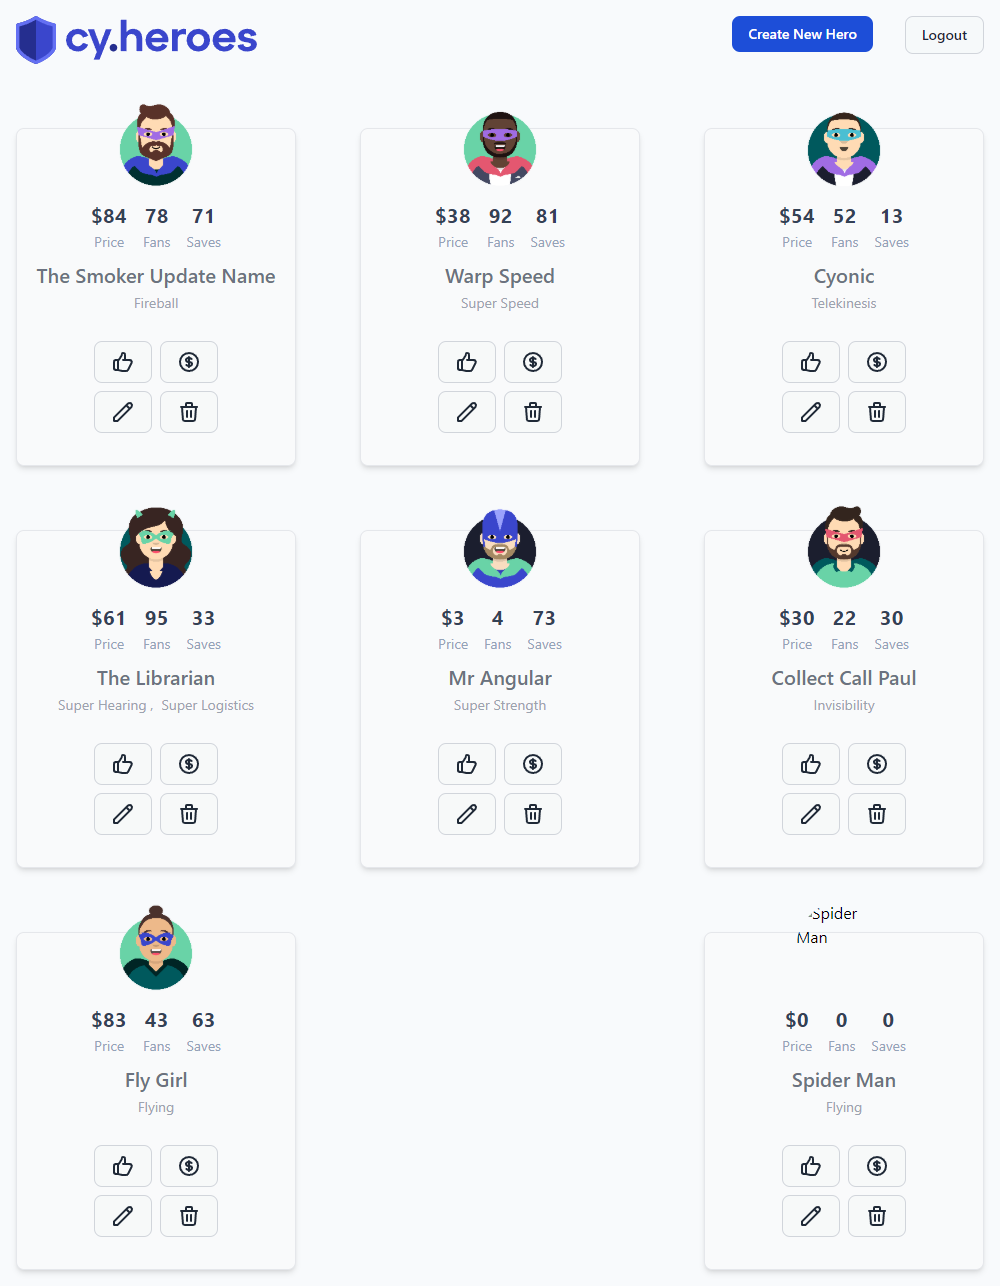 cy.heroes
Create New Hero
Logout
$84 78 71
Price Fans Saves
The Smoker Update Name
Fireball
$38 92 81
Price Fans Saves
Warp Speed
Super Speed
$54 52 13
Price Fans Saves
Cyonic
Telekinesis
$61 95 33
Price Fans Saves
The Librarian
Super Hearing , Super Logistics
$3 4 73
Price Fans Saves
Mr Angular
Super Strength
$30 22 30
Price Fans Saves
Collect Call Paul
Invisibility
$83 43 63
Price Fans Saves
Fly Girl
Flying
Spider
Man
$0 0 0
Price Fans Saves
Spider Man
Flying